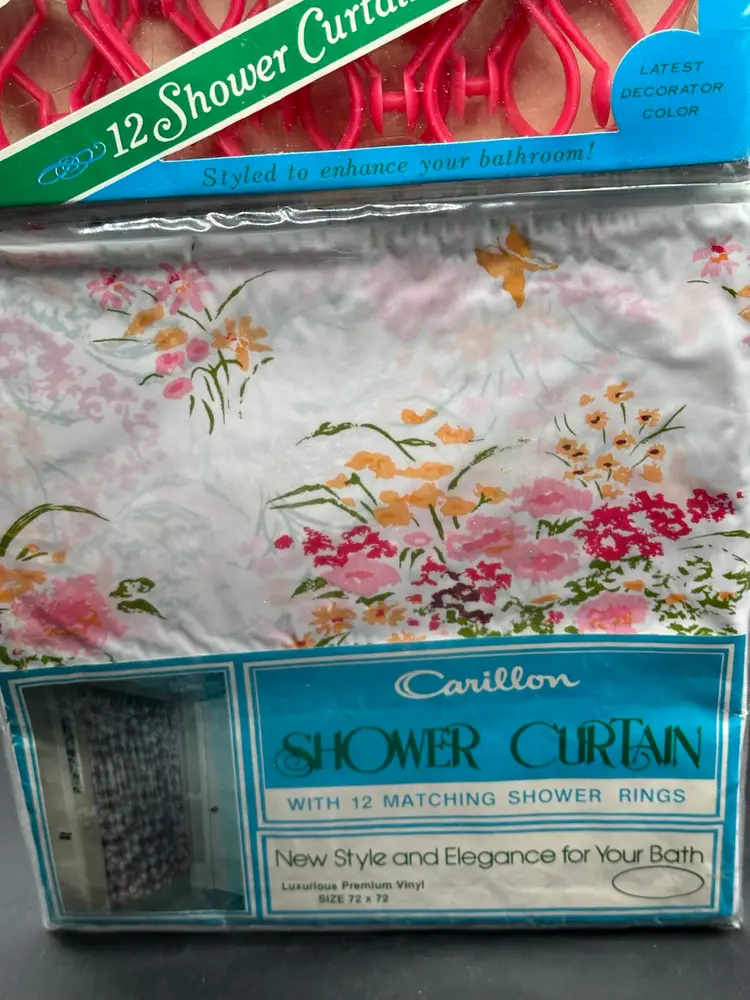 12 Shower Curtain
LATEST
DECORATOR
COLOR
Styled to enhance your bathroom!
Carillon
SHOWER CURTAIN
WITH 12 MATCHING SHOWER RINGS
New Style and Elegance for Your Bath
Luxurious Premium Vinyl
SIZE 72 x 72